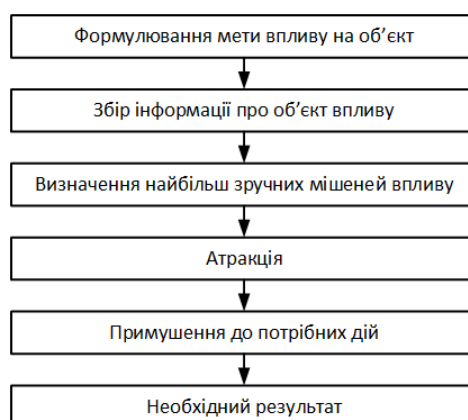 Формулювання мети впливу на об’єкт
Збір інформації про об’єкт впливу
Визначення найбільш зручних мішеней впливу
Атракція
Примушення до потрібних дій
Необхідний результат